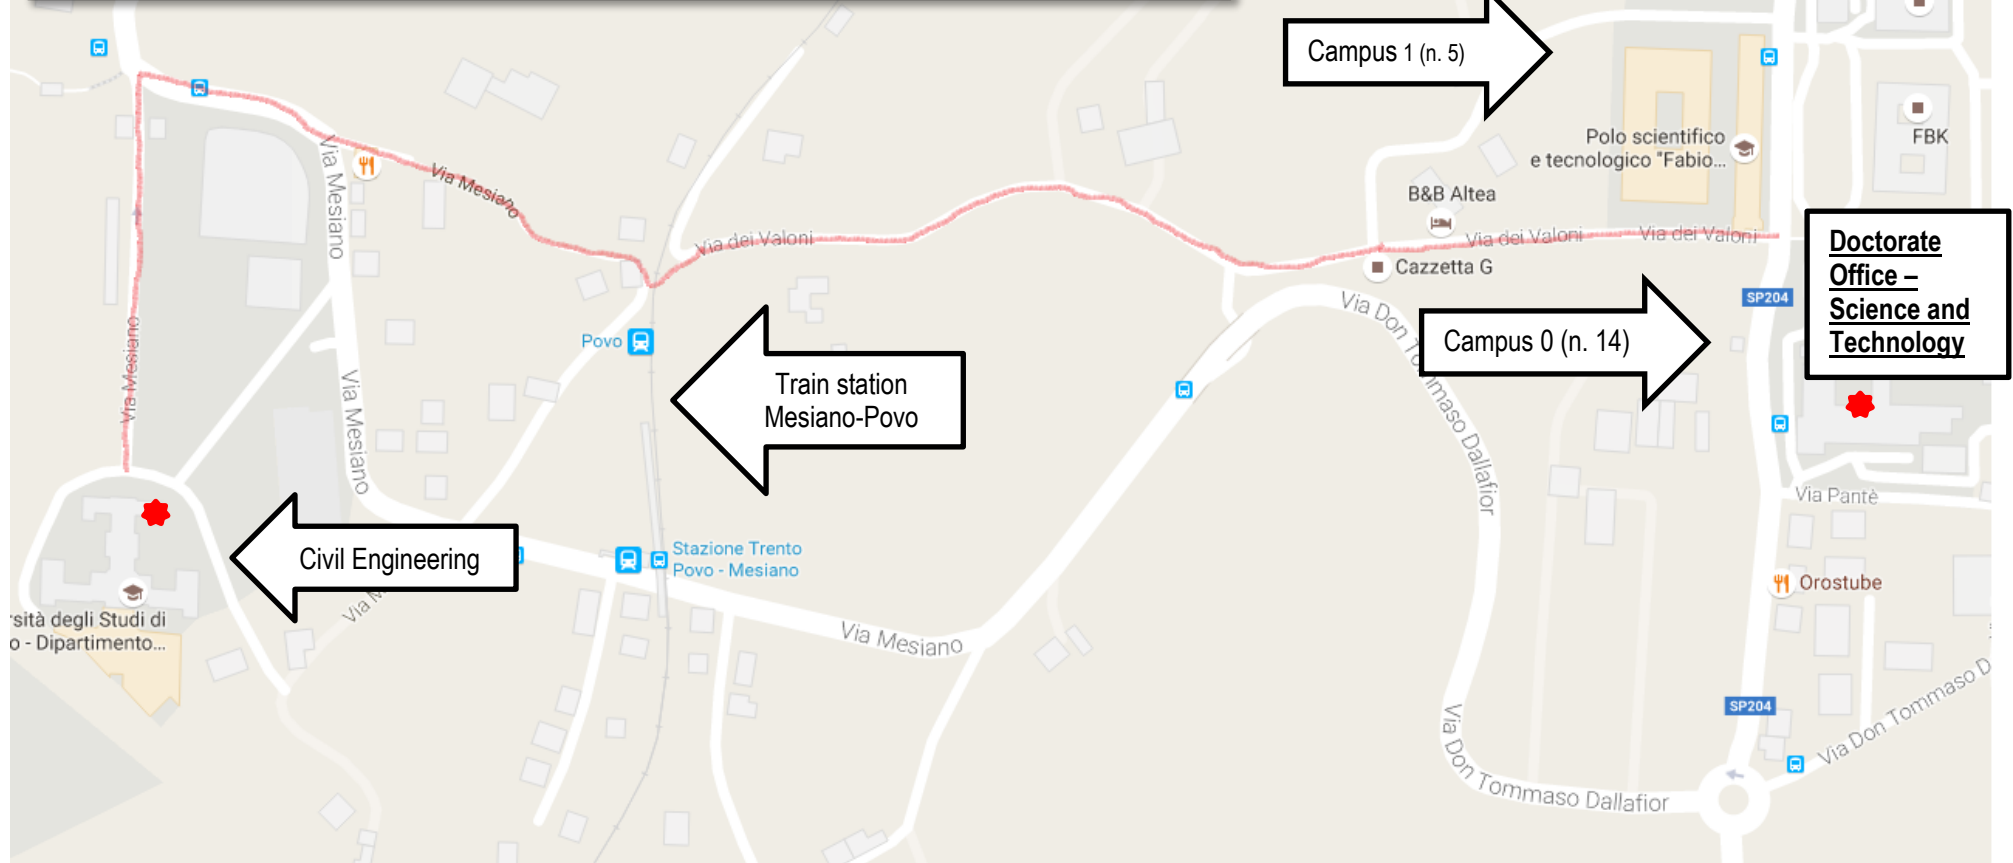 Campus 1 (n. 5)
Polo scientifico
e tecnologico "Fabio...
FBK
Via Mesiano
Via Mesiano
B&B Altea
Via dei Valoni
Via dei Valoni
Via dei Valoni
Cazzetta G
Doctorate
Office –
Science and
Technology
SP204
Via Don Tommaso Dallafior
Campus 0 (n. 14)
Povo
Train station
Mesiano-Povo
Via Mesiano
Via Mesiano
Via Pantè
Civil Engineering
Stazione Trento
Povo - Mesiano
Orostube
Via M
rsità degli Studi di
o - Dipartimento...
Via Mesiano
SP204
Via Don Tommaso D
Via Don Tommaso Dallafior